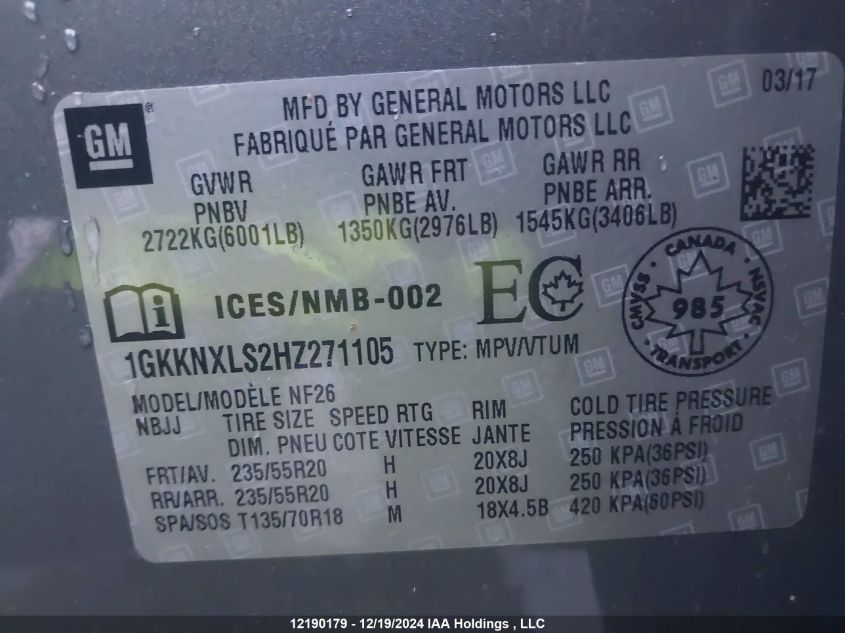 GM ®
MFD BY GENERAL MOTORS LLC
FABRIQUÉ PAR GENERAL MOTORS LLC
03/17
GVWR GAWR FRT GAWR RR
PNBV PNBE AV. PNBE ARR.
2722KG(6001LB) 1350KG(2976LB) 1545KG(3406LB)
i ICES/NMB-002 EC
CANADA
CMVSS NSVAC
985
TRANSPORT
1GKKNXLS2HZ271105 TYPE: MPV/VTUM
MODEL/MODÈLE NF26
NBJJ TIRE SIZE SPEED RTG RIM COLD TIRE PRESSURE
DIM. PNEU COTE VITESSE JANTE PRESSION À FROID
FRT/AV. 235/55R20 H 20X8J 250 KPA(36PSI)
RR/ARR. 235/55R20 H 20X8J 250 KPA(36PSI)
SPA/SOS T135/70R18 M 18X4.5B 420 KPA(60PSI)
12190179 - 12/19/2024 IAA Holdings , LLC